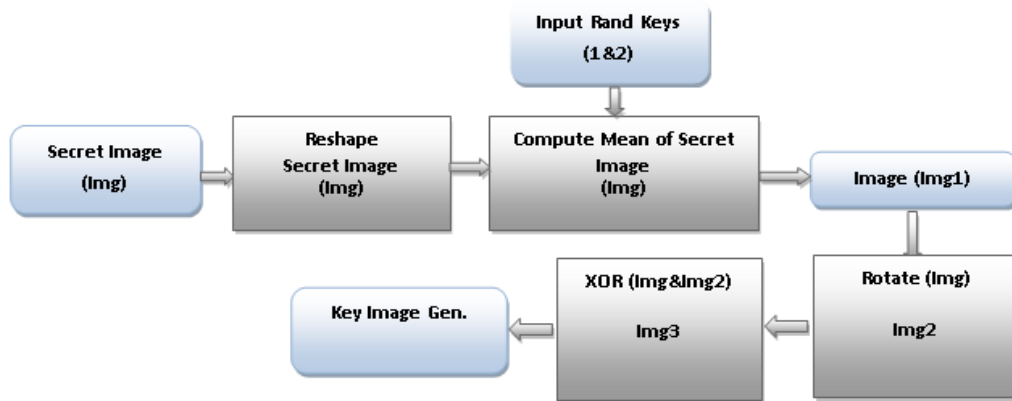 Input Rand Keys
(1&2)
Secret Image
(Img)
Reshape
Secret Image
(Img)
Compute Mean of Secret
Image
(Img)
Image (Img1)
Rotate (Img)
Img2
XOR (Img&Img2)
Img3
Key Image Gen.